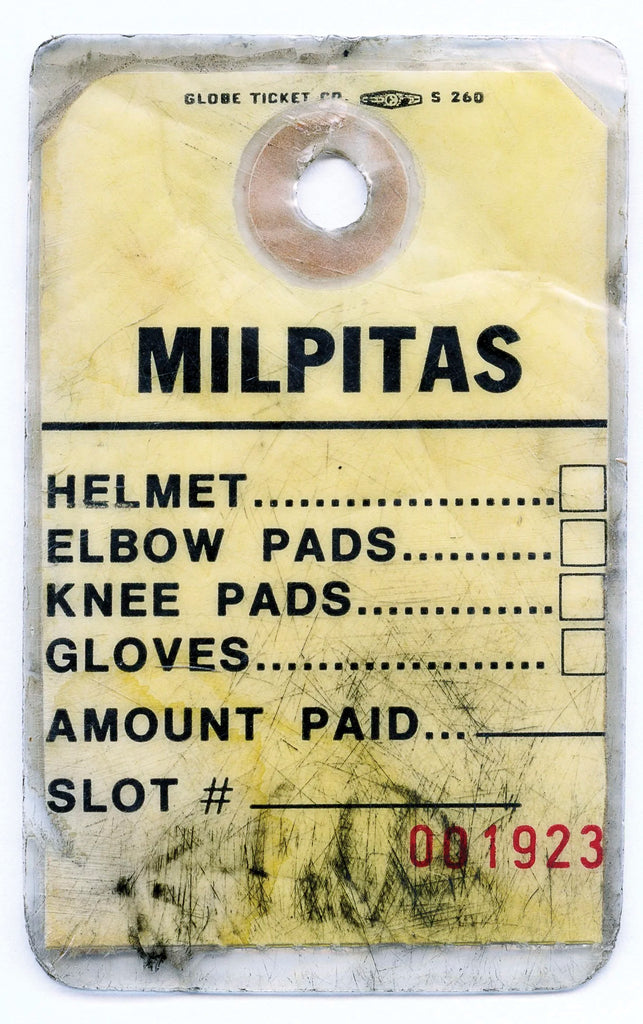 GLOBE TICKET CO. S 260
MILPITAS
HELMET....................
ELBOW PADS..........
KNEE PADS.............
GLOVES...................
AMOUNT PAID...
SLOT #
001923